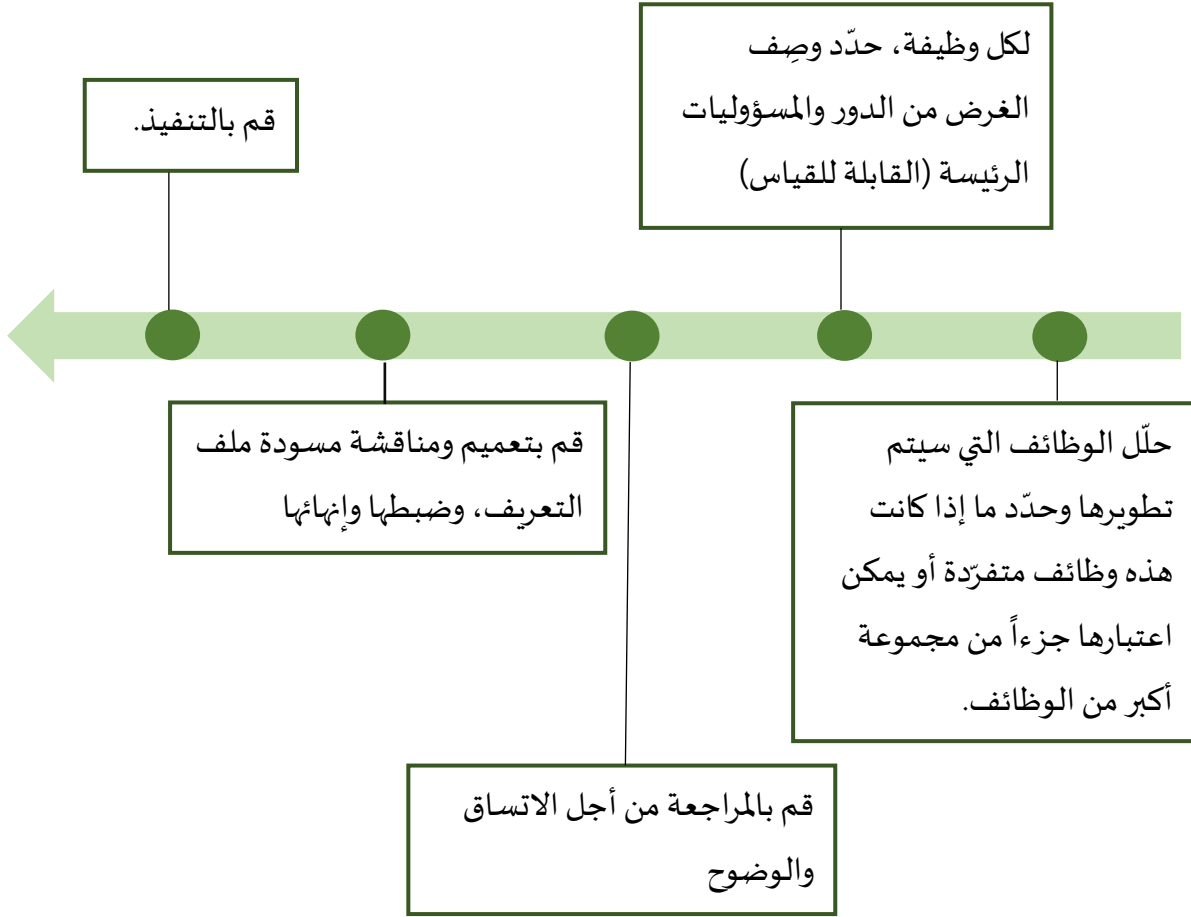 حلّل الوظائف التي سيتم
تطويرها وحدّد ما إذا كانت
هذه وظائف متفرّدة أو يمكن
اعتبارها جزءاً من مجموعة
أكبر من الوظائف.
لكل وظيفة، حدّد وصِف
الغرض من الدور والمسؤوليات
الرئيسة (القابلة للقياس)
قم بالمراجعة من أجل الاتساق
والوضوح
قم بتعميم ومناقشة مسودة ملف
التعريف، وضبطها وإنهائها
قم بالتنفيذ.